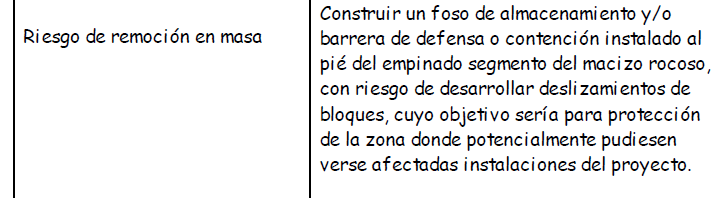 Riesgo de remoción en masa
Construir un foso de almacenamiento y/o
barrera de defensa o contención instalado al
pié del empinado segmento del macizo rocoso,
con riesgo de desarrollar deslizamientos de
bloques, cuyo objetivo sería para protección
de la zona donde potencialmente pudiesen
verse afectadas instalaciones del proyecto.